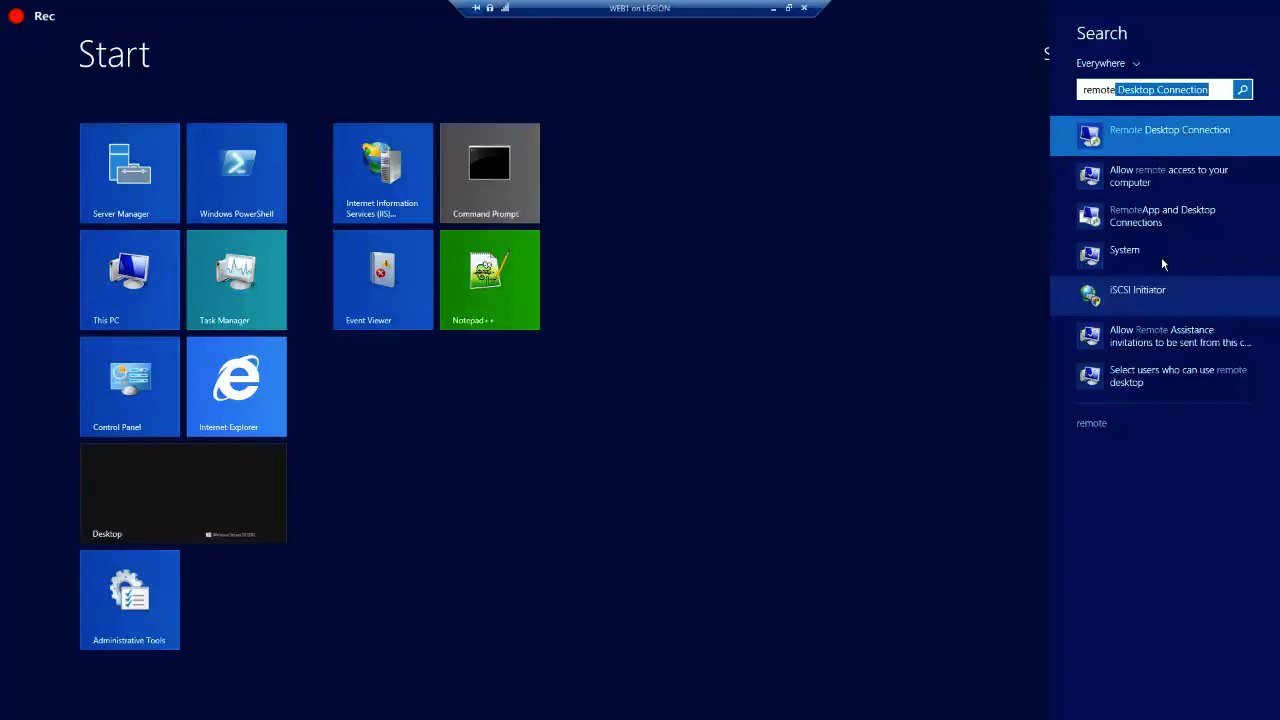 Rec
WEB1 on LEGION
Start
S
Server Manager
Windows PowerShell
Internet Information
Services (IIS)...
Command Prompt
This PC
Task Manager
Event Viewer
Notepad++
Control Panel
Internet Explorer
Desktop
Administrative Tools
Search
Everywhere
remote Desktop Connection
Remote Desktop Connection
Allow remote access to your
computer
RemoteApp and Desktop
Connections
System
iSCSI Initiator
Allow Remote Assistance
invitations to be sent from this c...
Select users who can use remote
desktop
remote